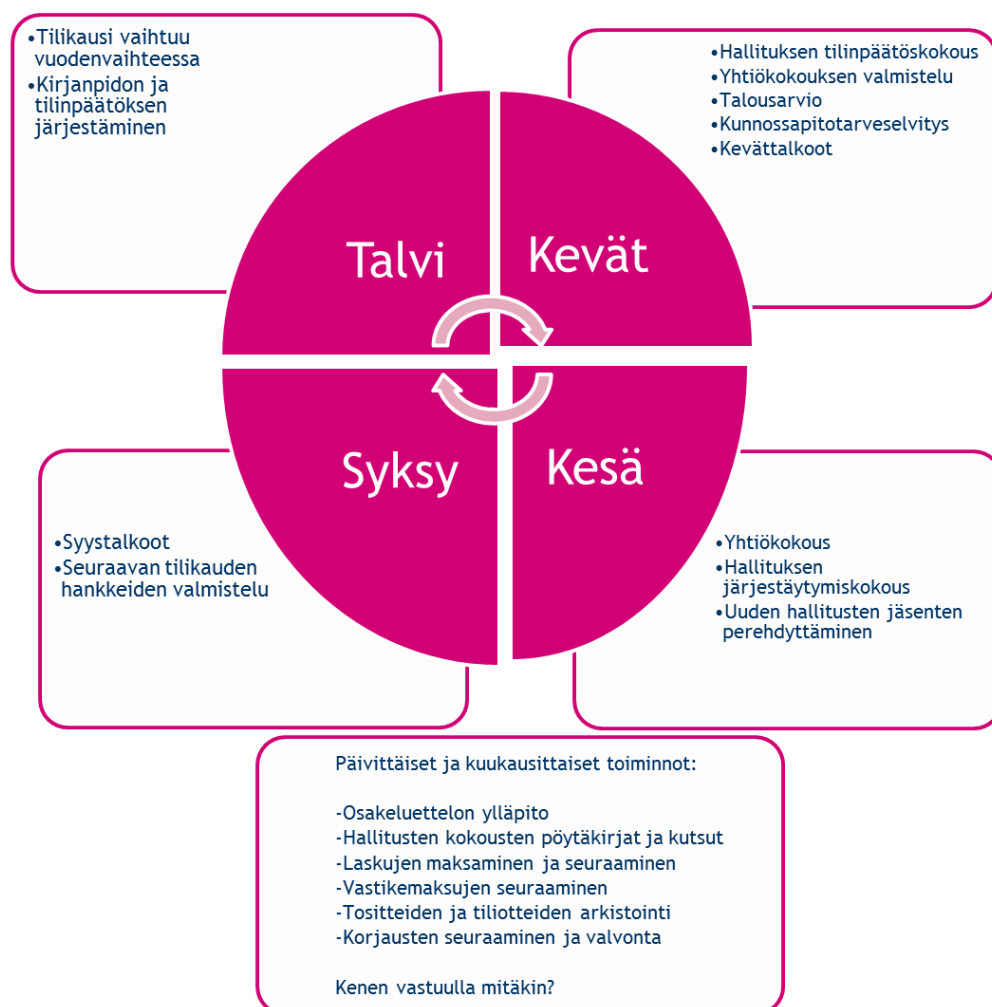 •Tilikausi vaihtuu
vuodenvaihteessa
•Kirjanpidon ja
tilinpäätöksen
järjestäminen
•Hallituksen tilinpäätöskokous
•Yhtiökokouksen valmistelu
•Talousarvio
•Kunnossapitotarveselvitys
•Kevättalkoot
Talvi
Kevät
Syksy
Kesä
•Syystalkoot
•Seuraavan tilikauden
hankkeiden valmistelu
•Yhtiökokous
•Hallituksen
järjestäytymiskokous
•Uuden hallitusten jäsenten
perehdyttäminen
Päivittäiset ja kuukausittaiset toiminnot:
-Osakeluettelon ylläpito
-Hallitusten kokousten pöytäkirjat ja kutsut
-Laskujen maksaminen ja seuraaminen
-Vastikemaksujen seuraaminen
-Tositteiden ja tiliotteiden arkistointi
-Korjausten seuraaminen ja valvonta
Kenen vastuulla mitäkin?